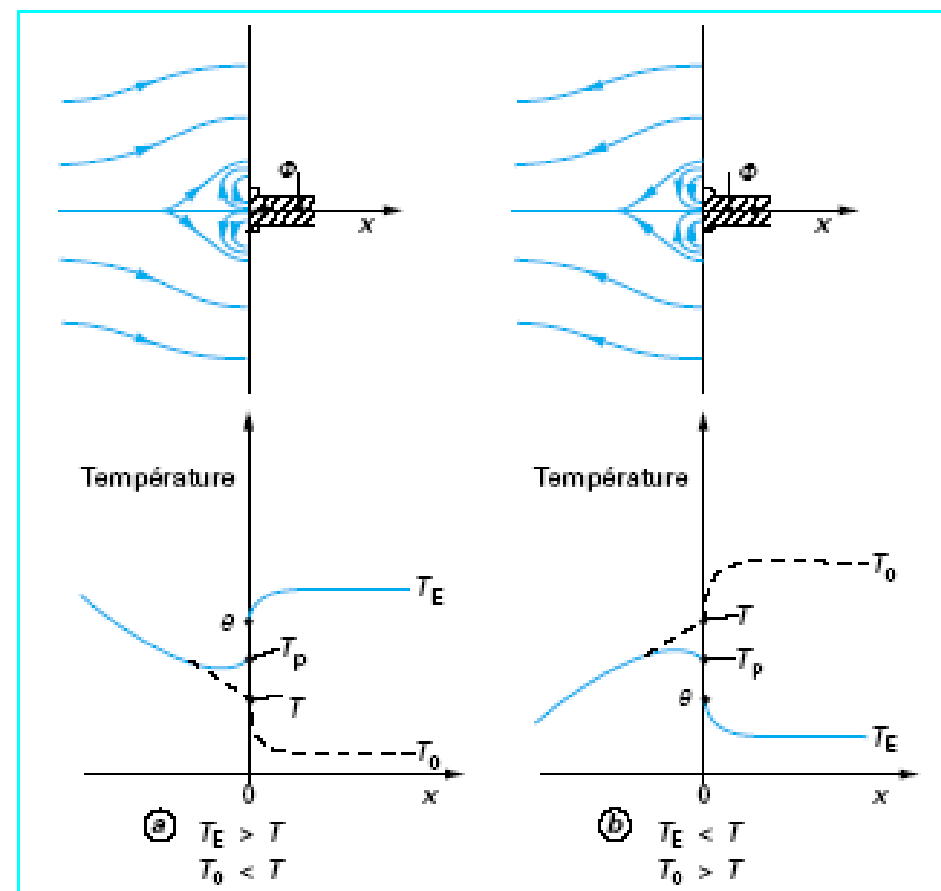 Φ
x
Φ
x
Température
T_E
θ
T_p
T
T_0
0
x
Température
T_0
T
T_p
θ
T_E
0
x
a T_E > T
T_0 < T
b T_E < T
T_0 > T